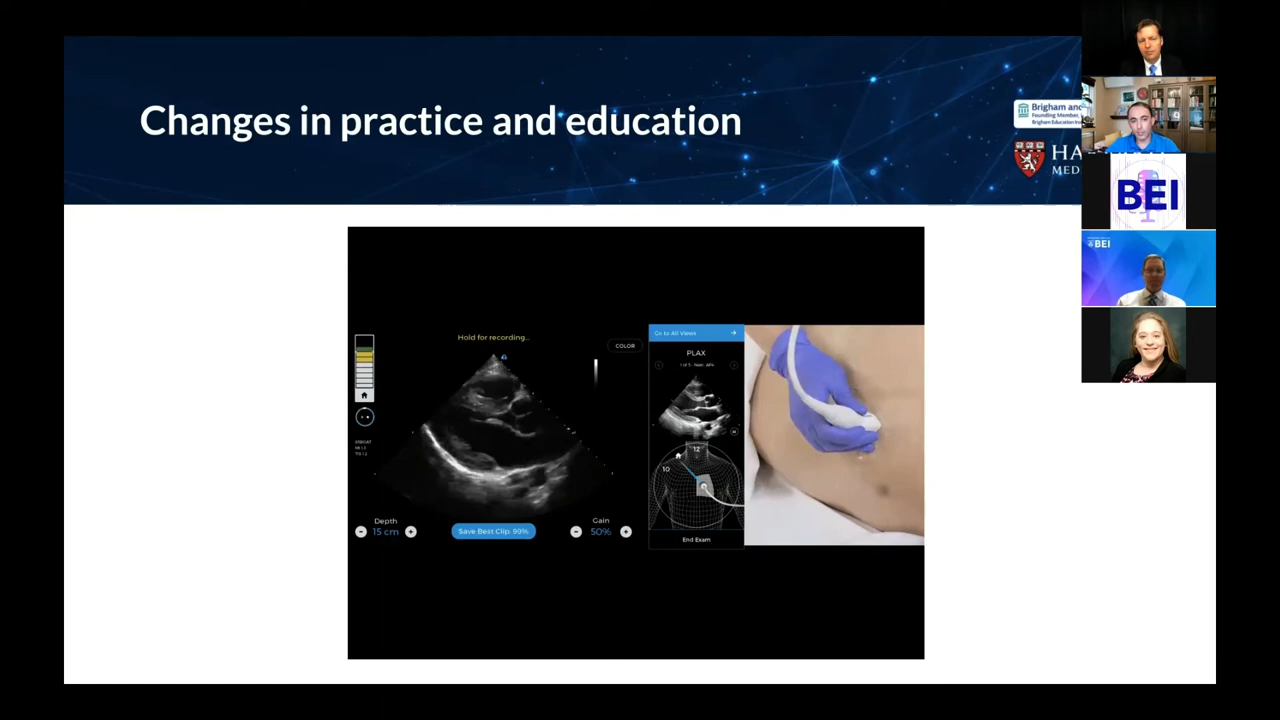 Changes in practice and education
Brigham and
Founding Member,
Brigham Education Ins
HA
MED
BEI
BEI
Hold for recording...
COLOR
Depth
15 cm
Save Best Clip: 90%
Gain
50%
Go to All Views
PLAX
1 of 5 - Next: AP4
12
10
End Exam